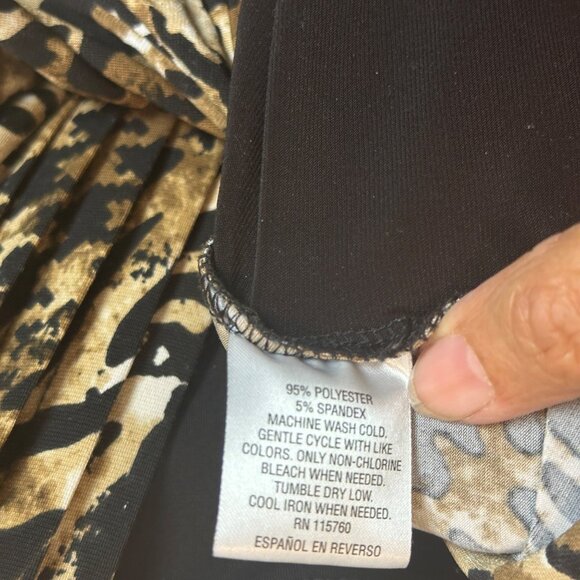 95% POLYESTER
5% SPANDEX
MACHINE WASH COLD.
GENTLE CYCLE WITH LIKE
COLORS. ONLY NON-CHLORINE
BLEACH WHEN NEEDED.
TUMBLE DRY LOW.
COOL IRON WHEN NEEDED.
RN 115760
ESPAÑOL EN REVERSO